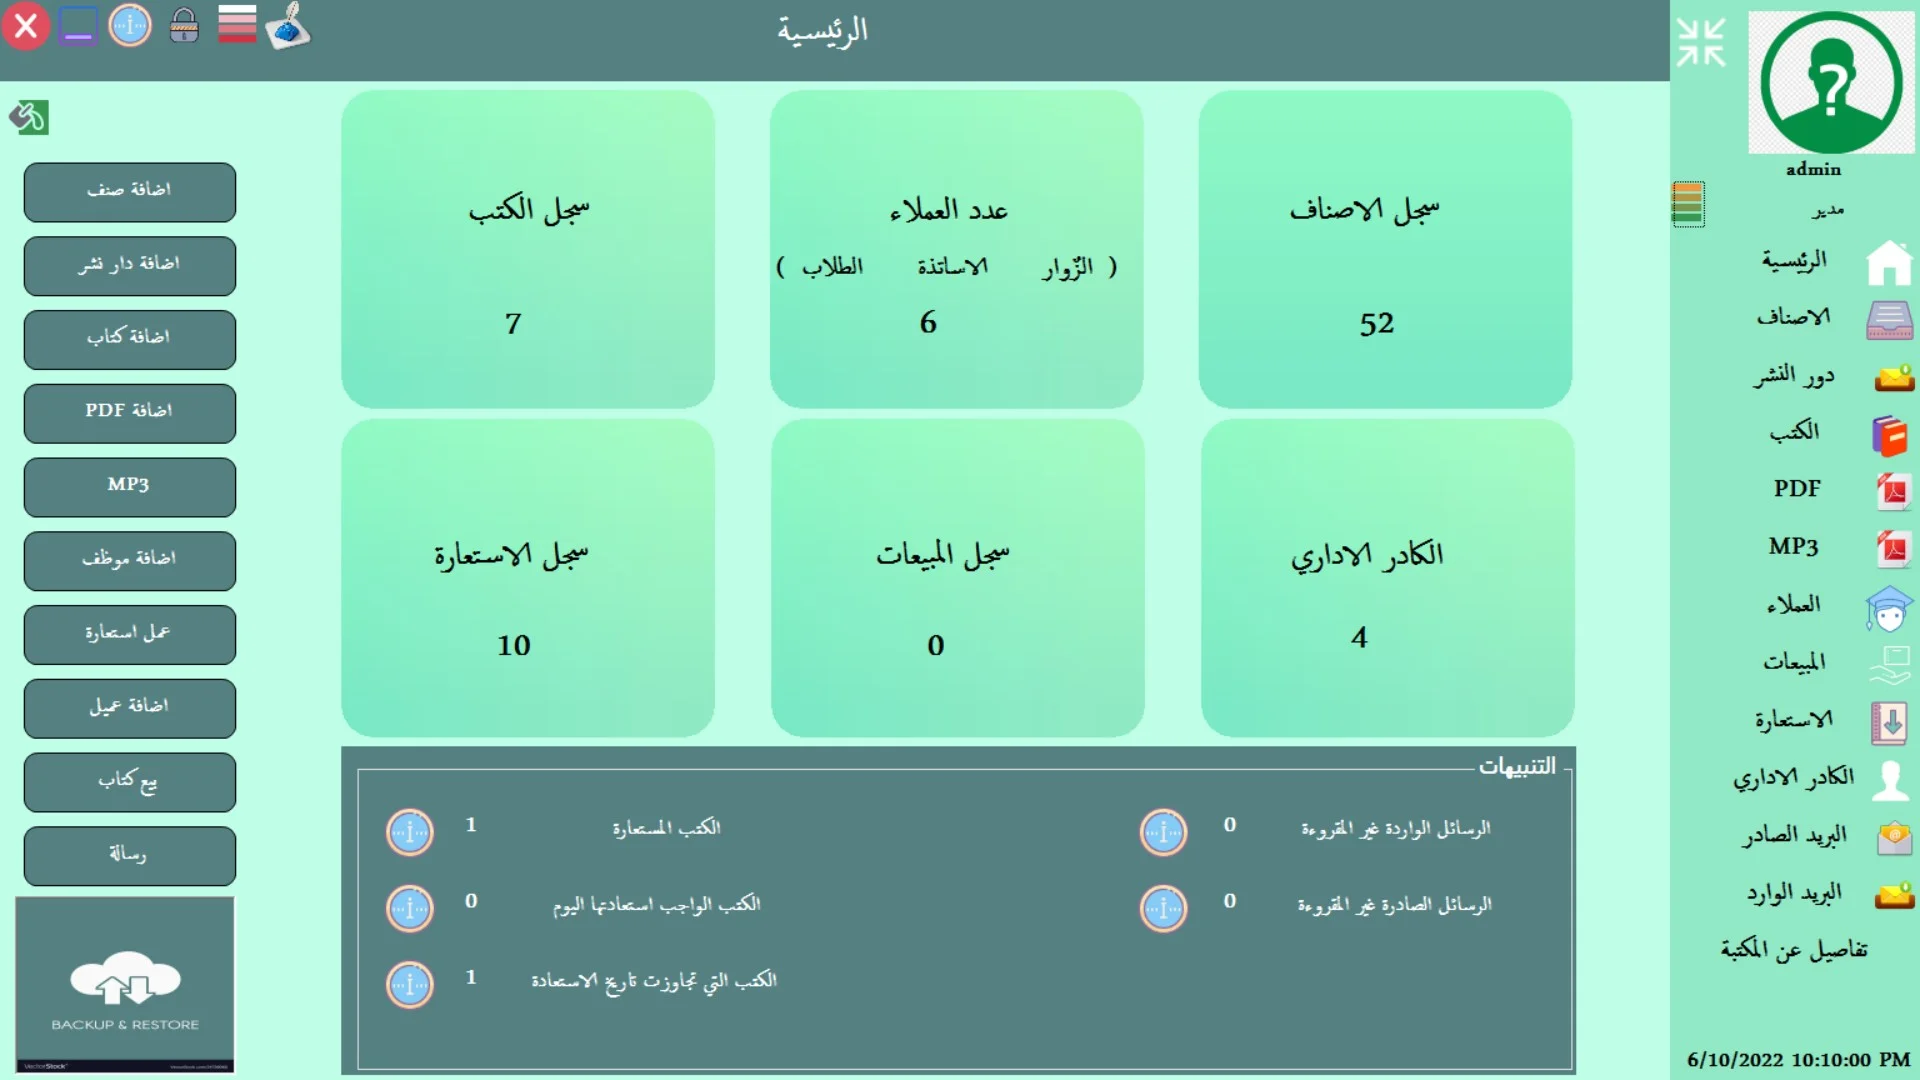 الرئيسية
admin
مدير
الرئيسية
الاصناف
دور النشر
الكتب
PDF
MP3
العملاء
المبيعات
الاستعارة
الكادر الاداري
البريد الصادر
البريد الوارد
تفاصيل عن المكتبة
6/10/2022 10:10:00 PM
سجل الاصناف
52
عدد العملاء
( الزّوار الاساتذة الطلاب )
6
سجل الكتب
7
الكادر الاداري
4
سجل المبيعات
0
سجل الاستعارة
10
التنبيهات
الرسائل الواردة غير المقروءة 0
الرسائل الصادرة غير المقروءة 0
الكتب المستعارة 1
الكتب الواجب استعادتها اليوم 0
الكتب التي تجاوزت تاريخ الاستعادة 1
اضافة صنف
اضافة دار نشر
اضافة كتاب
اضافة PDF
MP3
اضافة موظف
عمل استعارة
اضافة عميل
بيع كتاب
رسالة
BACKUP & RESTORE
VectorStock